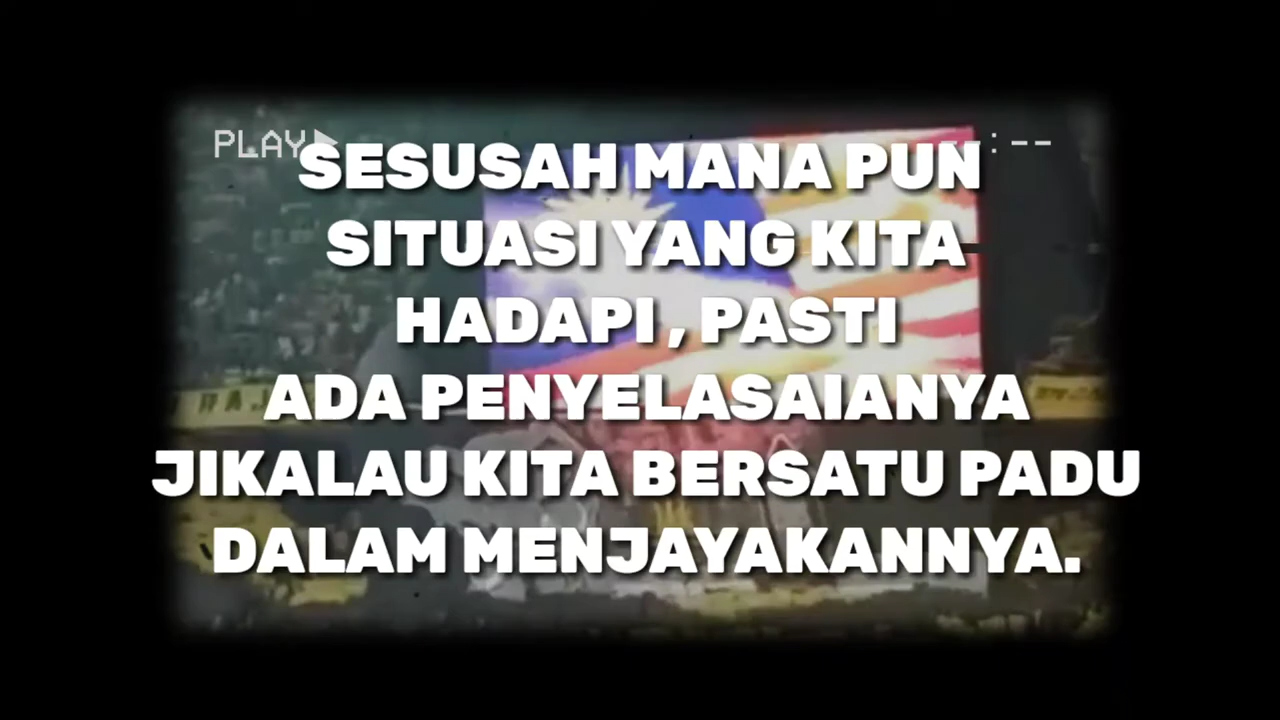 PLAY▶
--:--
SESUSAH MANA PUN
SITUASI YANG KITA
HADAPI , PASTI
ADA PENYELASAIANYA
JIKALAU KITA BERSATU PADU
DALAM MENJAYAKANNYA.